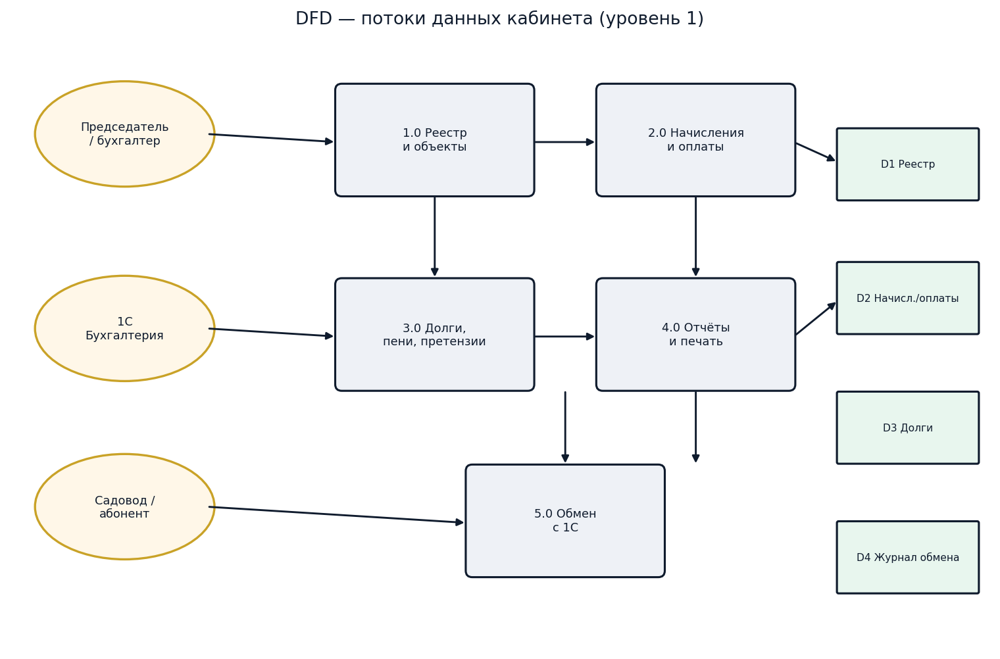 DFD — потоки данных кабинета (уровень 1)
Председатель
/ бухгалтер
1.0 Реестр
и объекты
2.0 Начисления
и оплаты
D1 Реестр
1С
Бухгалтерия
3.0 Долги,
пени, претензии
4.0 Отчёты
и печать
D2 Начисл./оплаты
D3 Долги
Садовод /
абонент
5.0 Обмен
с 1С
D4 Журнал обмена